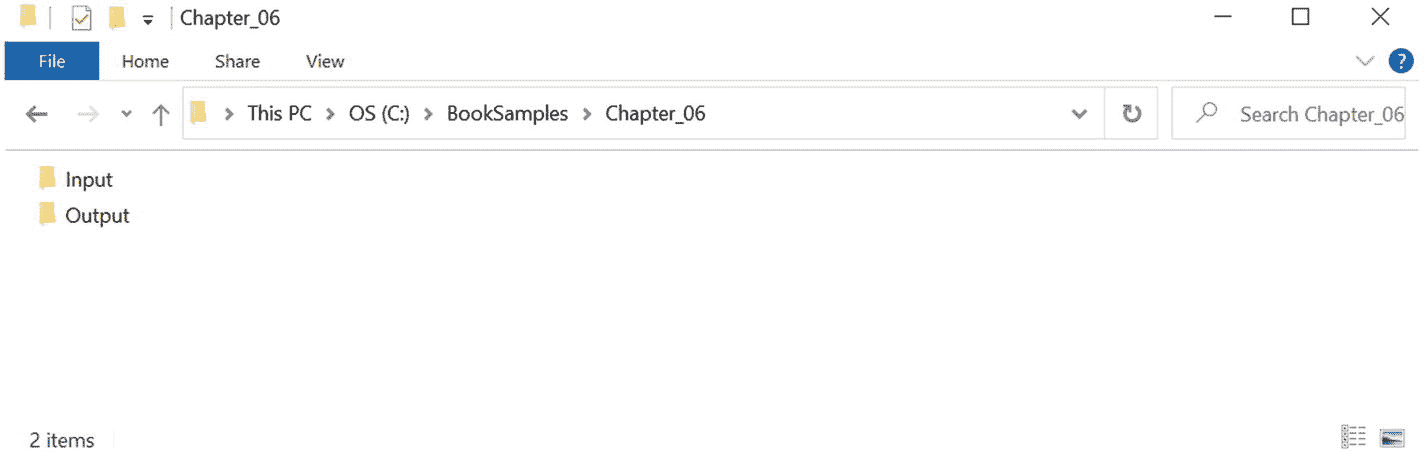 Chapter_06
File Home Share View ?
This PC OS (C:) BookSamples Chapter_06 Search Chapter_06
Input
Output
2 items